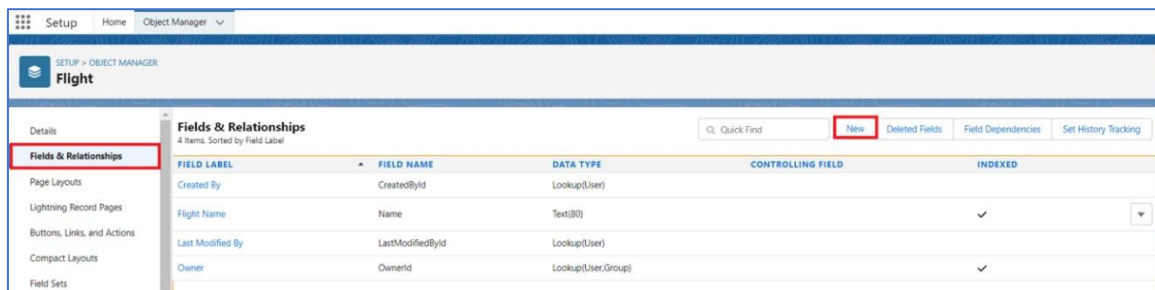 Setup Home Object Manager
SETUP > OBJECT MANAGER
Flight
Details
Fields & Relationships
Page Layouts
Lightning Record Pages
Buttons, Links, and Actions
Compact Layouts
Field Sets
Fields & Relationships
4 Items, Sorted by Field Label
Quick Find New Deleted Fields Field Dependencies Set History Tracking
FIELD LABEL FIELD NAME DATA TYPE CONTROLLING FIELD INDEXED
Created By CreatedById Lookup(User)
Flight Name Name Text(80)
Last Modified By LastModifiedById Lookup(User)
Owner OwnerId Lookup(User,Group)